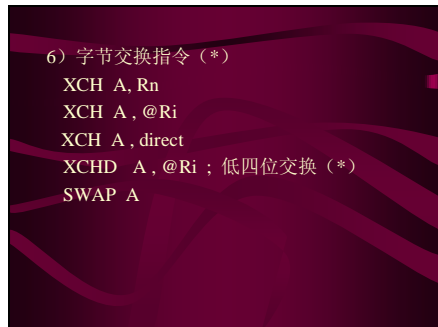 6）字节交换指令（*）
XCH A, Rn
XCH A , @Ri
XCH A , direct
XCHD A , @Ri ; 低四位交换（*）
SWAP A